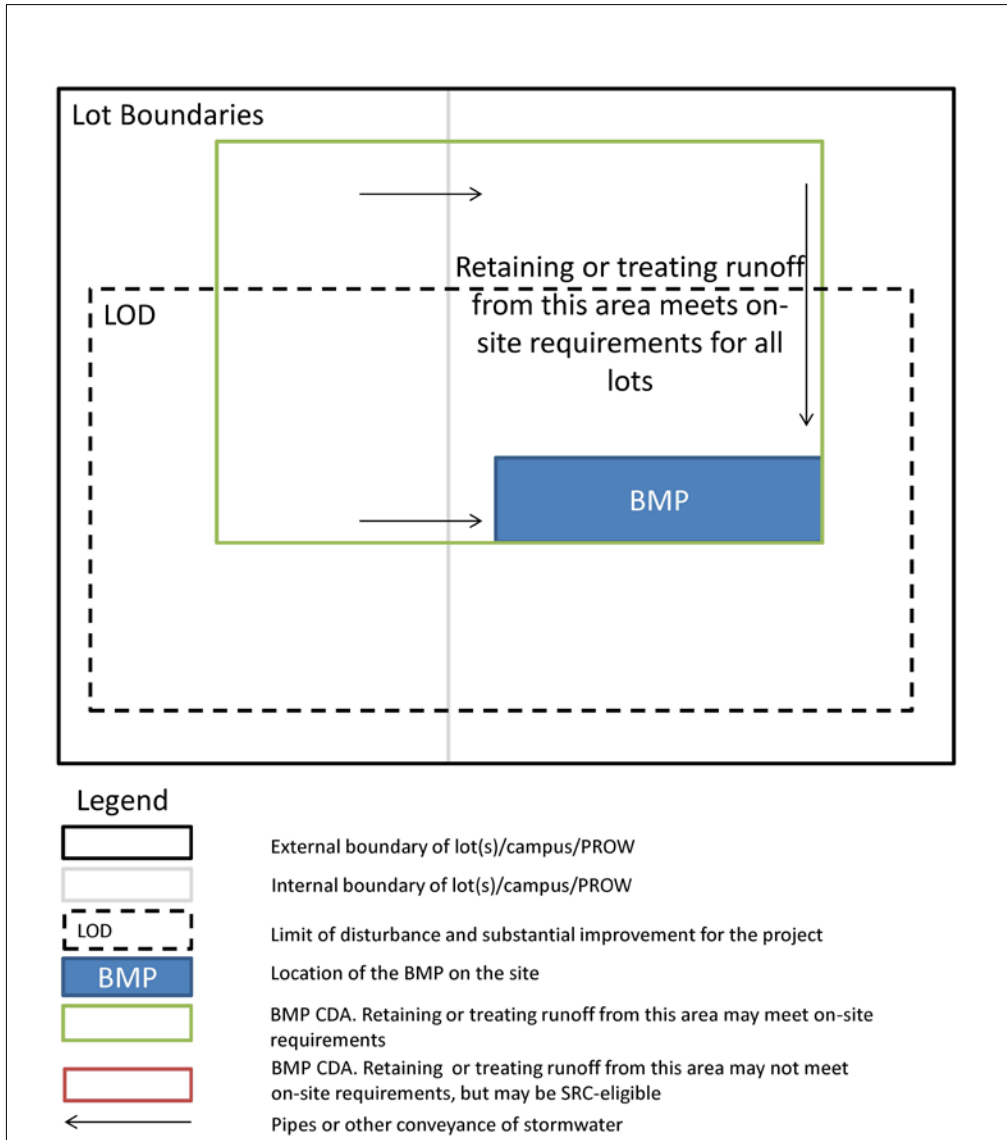 Lot Boundaries
Retaining or treating runoff
from this area meets on-
site requirements for all
lots
LOD
BMP
Legend
External boundary of lot(s)/campus/PROW
Internal boundary of lot(s)/campus/PROW
LOD
Limit of disturbance and substantial improvement for the project
BMP
Location of the BMP on the site
BMP CDA. Retaining or treating runoff from this area may meet on-site
requirements
BMP CDA. Retaining or treating runoff from this area may not meet
on-site requirements, but may be SRC-eligible
Pipes or other conveyance of stormwater